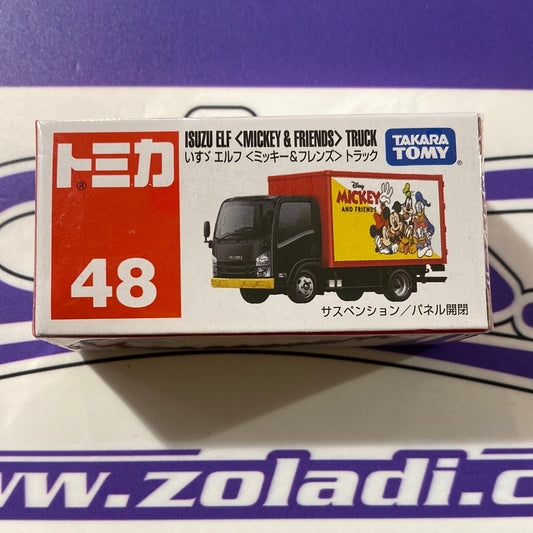 トミカ
®
48
ISUZU ELF〈MICKEY & FRIENDS〉TRUCK
いすゞ エルフ〈ミッキー&フレンズ〉トラック
TAKARA
TOMY
®
Disney
MICKEY
AND FRIENDS
ISUZU
サスペンション/パネル開閉
www.zoladi.c